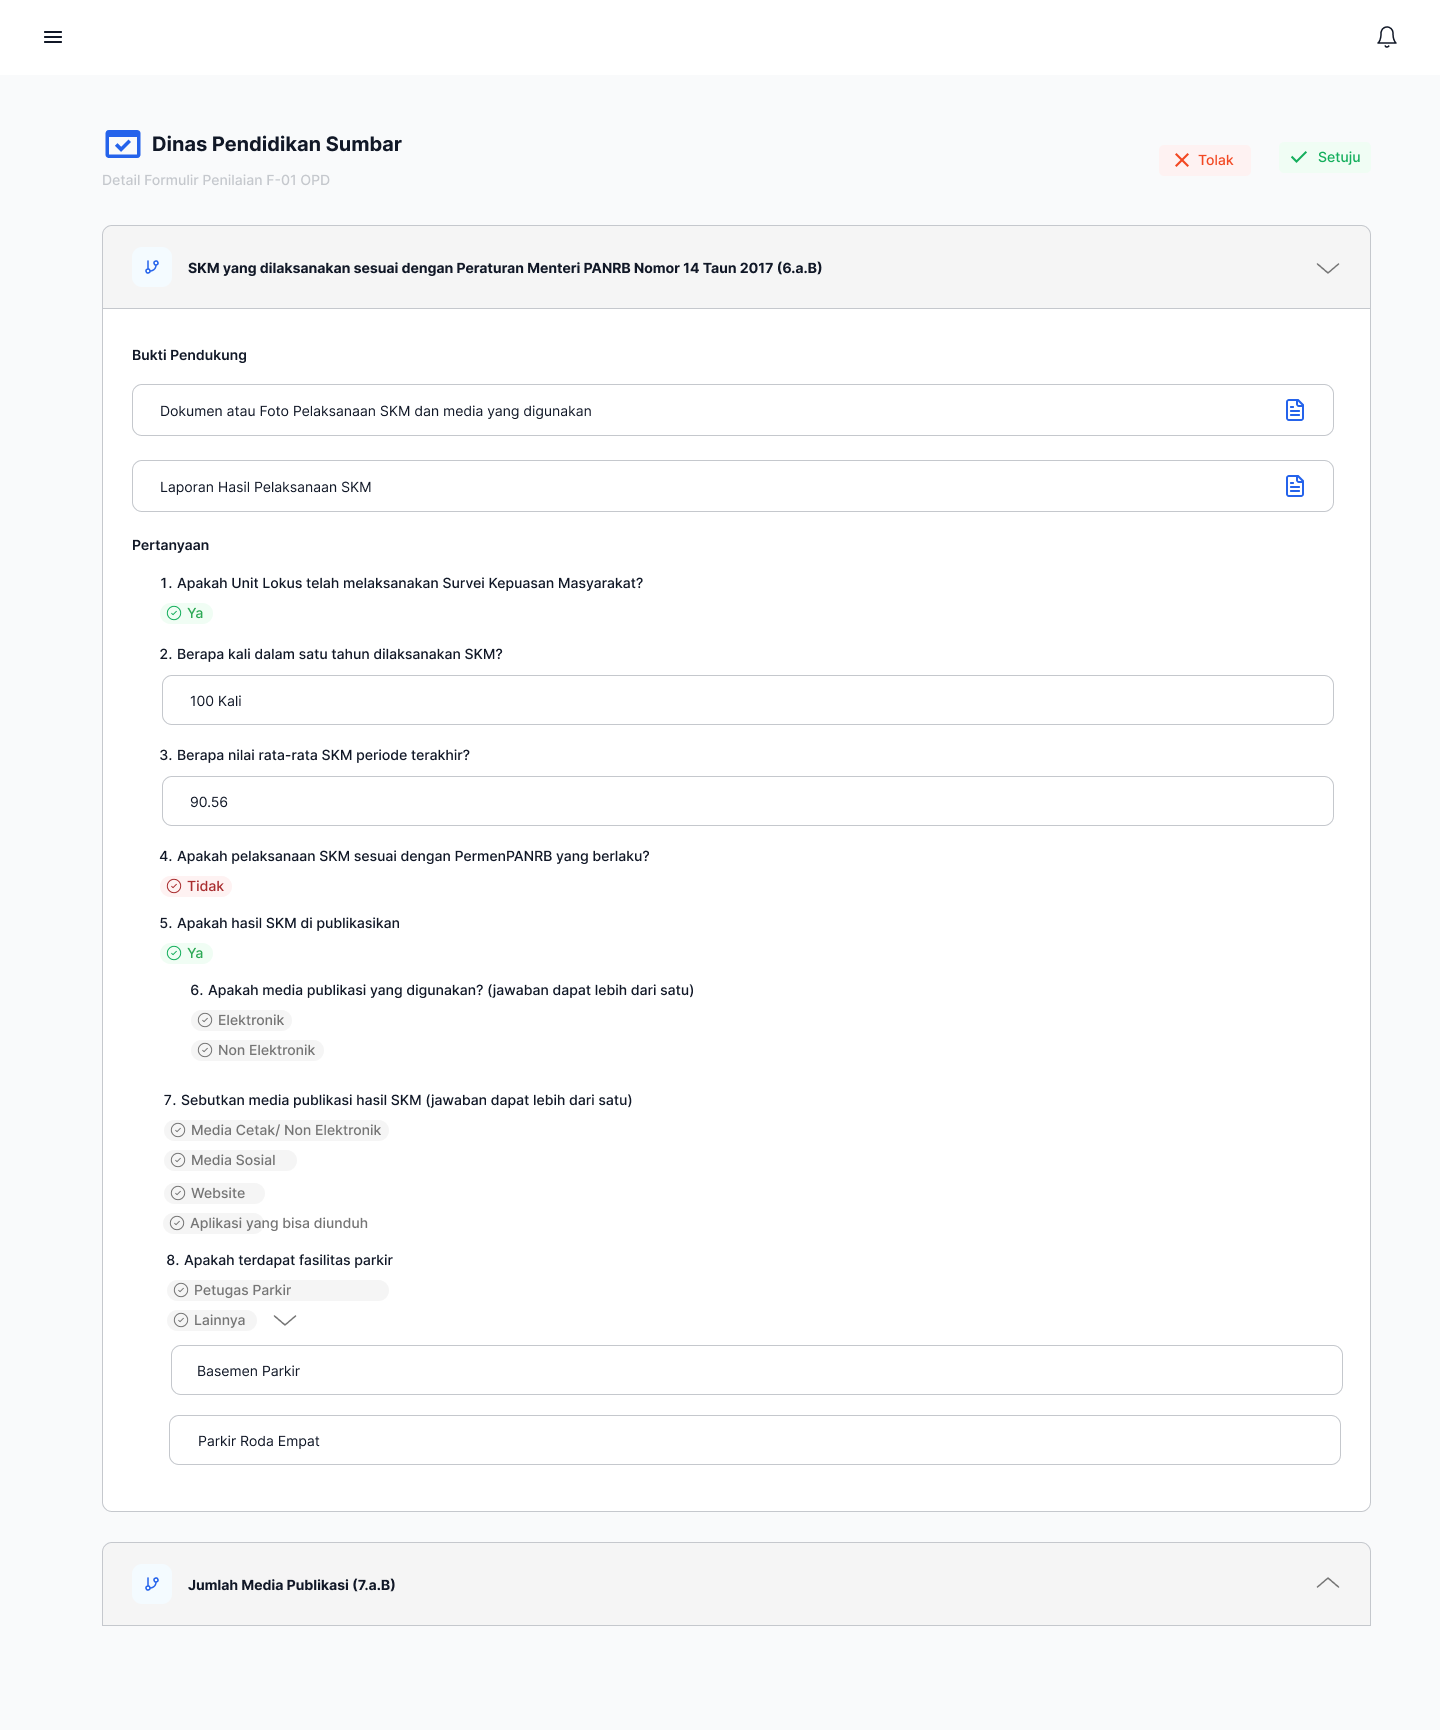 Dinas Pendidikan Sumbar
Detail Formulir Penilaian F-01 OPD
Tolak
Setuju
SKM yang dilaksanakan sesuai dengan Peraturan Menteri PANRB Nomor 14 Taun 2017 (6.a.B)
Bukti Pendukung
Dokumen atau Foto Pelaksanaan SKM dan media yang digunakan
Laporan Hasil Pelaksanaan SKM
Pertanyaan
1. Apakah Unit Lokus telah melaksanakan Survei Kepuasan Masyarakat?
Ya
2. Berapa kali dalam satu tahun dilaksanakan SKM?
100 Kali
3. Berapa nilai rata-rata SKM periode terakhir?
90.56
4. Apakah pelaksanaan SKM sesuai dengan PermenPANRB yang berlaku?
Tidak
5. Apakah hasil SKM di publikasikan
Ya
6. Apakah media publikasi yang digunakan? (jawaban dapat lebih dari satu)
Elektronik
Non Elektronik
7. Sebutkan media publikasi hasil SKM (jawaban dapat lebih dari satu)
Media Cetak/ Non Elektronik
Media Sosial
Website
Aplikasi yang bisa diunduh
8. Apakah terdapat fasilitas parkir
Petugas Parkir
Lainnya
Basemen Parkir
Parkir Roda Empat
Jumlah Media Publikasi (7.a.B)